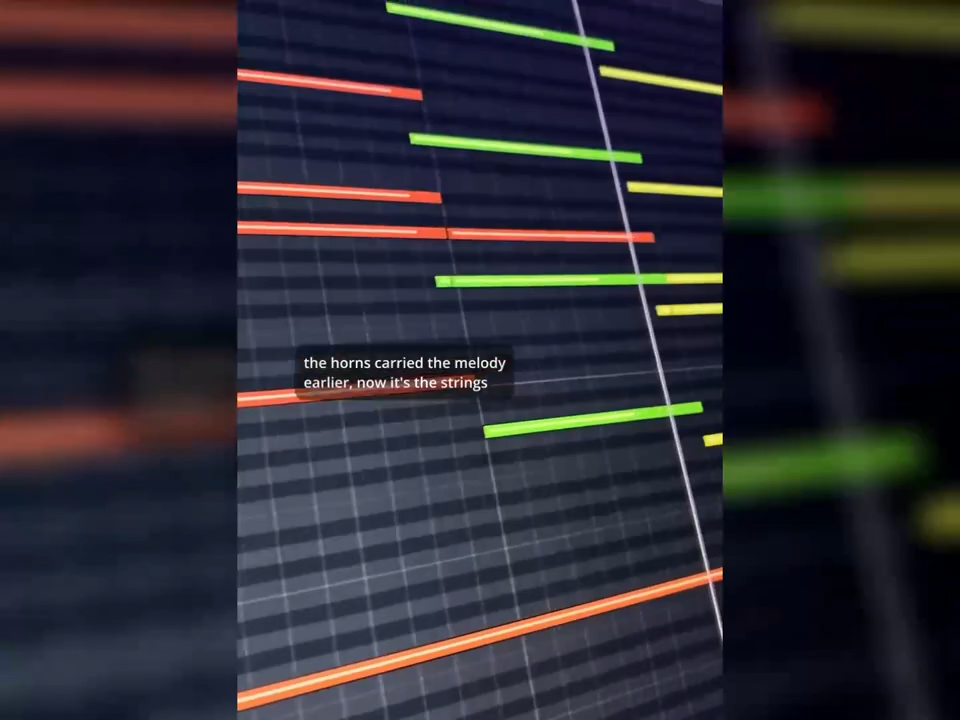 the horns carried the melody
earlier, now it's the strings